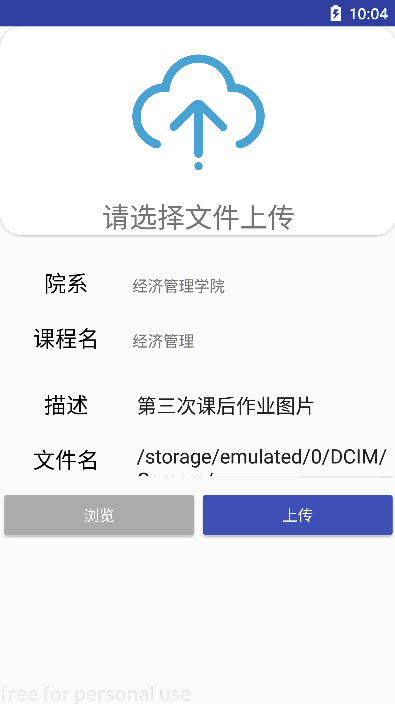 10:04
请选择文件上传
院系 经济管理学院
课程名 经济管理
描述 第三次课后作业图片
文件名 /storage/emulated/0/DCIM/
浏览 上传
free for personal use